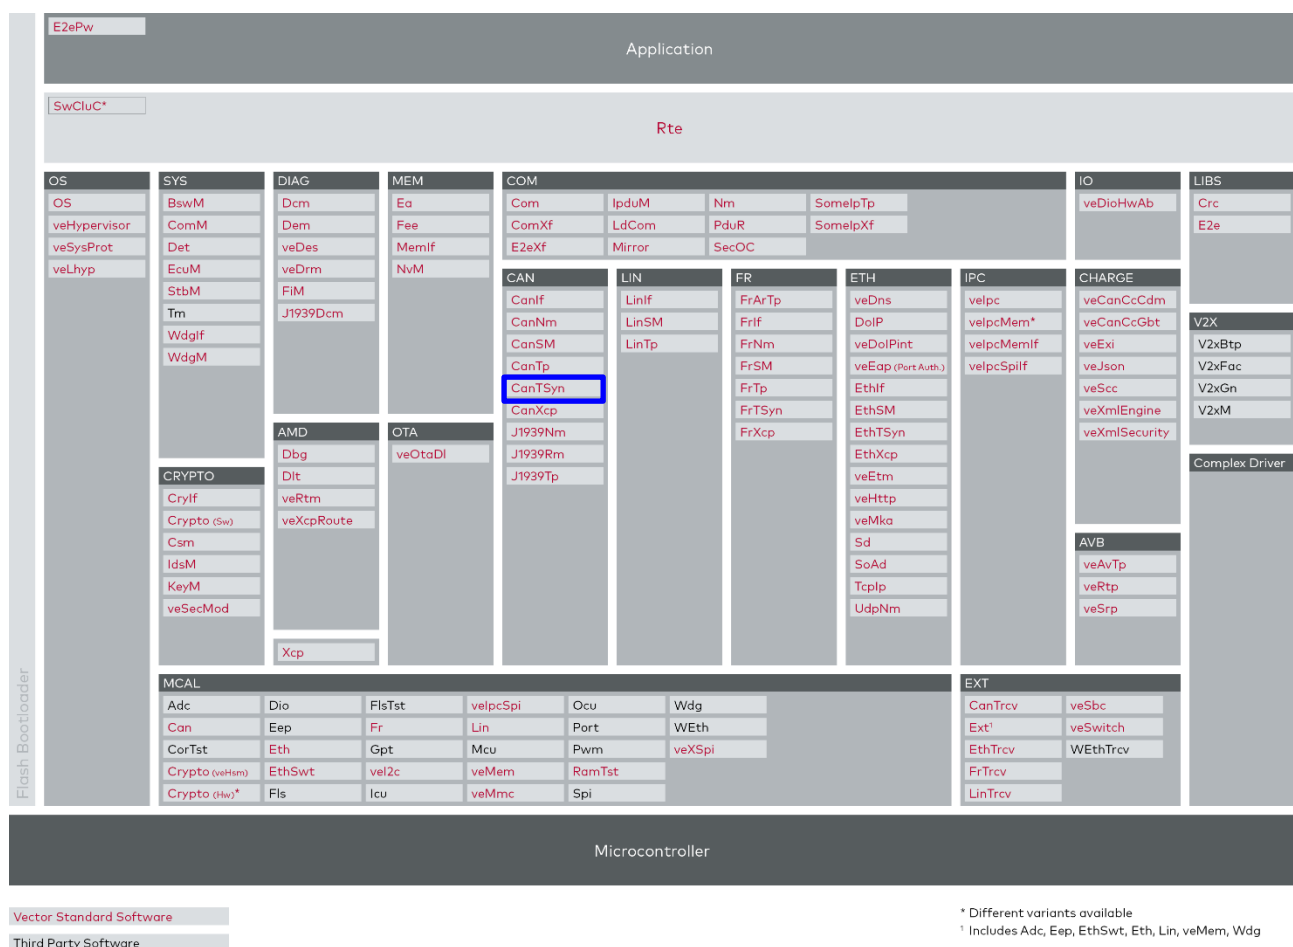 E2ePw
Application
SwCluC*
Rte
OS
OS
veHypervisor
veSysProt
veLhyp
SYS
BswM
ComM
Det
EcuM
StbM
Tm
WdgIf
WdgM
CRYPTO
CryIf
Crypto (Sw)
Csm
IdsM
KeyM
veSecMod
DIAG
Dcm
Dem
veDes
veDrm
FiM
J1939Dcm
AMD
Dbg
Dlt
veRtm
veXcpRoute
Xcp
MEM
Ea
Fee
MemIf
NvM
OTA
veOtaDl
COM
Com
ComXf
E2eXf
IpduM
LdCom
Mirror
Nm
PduR
SecOC
SomeIpTp
SomeIpXf
CAN
CanIf
CanNm
CanSM
CanTp
CanTSyn
CanXcp
J1939Nm
J1939Rm
J1939Tp
LIN
LinIf
LinSM
LinTp
FR
FrArTp
FrIf
FrNm
FrSM
FrTp
FrTSyn
FrXcp
ETH
veDns
DoIP
veDoIPint
veEap (Port Auth.)
EthIf
EthSM
EthTSyn
EthXcp
veEtm
veHttp
veMka
Sd
SoAd
TcpIp
UdpNm
IPC
veIpc
veIpcMem*
veIpcMemIf
veIpcSpiIf
IO
veDioHwAb
CHARGE
veCanCcCdm
veCanCcGbt
veExi
veJson
veScc
veXmlEngine
veXmlSecurity
AVB
veAvTp
veRtp
veSrp
LIBS
Crc
E2e
V2X
V2xBtp
V2xFac
V2xGn
V2xM
Complex Driver
MCAL
Adc
Can
CorTst
Crypto (veHsm)
Crypto (Hw)*
Dio
Eep
Eth
EthSwt
Fls
FlsTst
Fr
Gpt
veI2c
Icu
veIpcSpi
Lin
Mcu
veMem
veMmc
Ocu
Port
Pwm
RamTst
Spi
Wdg
WEth
veXSpi
EXT
CanTrcv
Ext¹
EthTrcv
FrTrcv
LinTrcv
veSbc
veSwitch
WEthTrcv
Flash Bootloader
Microcontroller
Vector Standard Software
Third Party Software
* Different variants available
¹ Includes Adc, Eep, EthSwt, Eth, Lin, veMem, Wdg